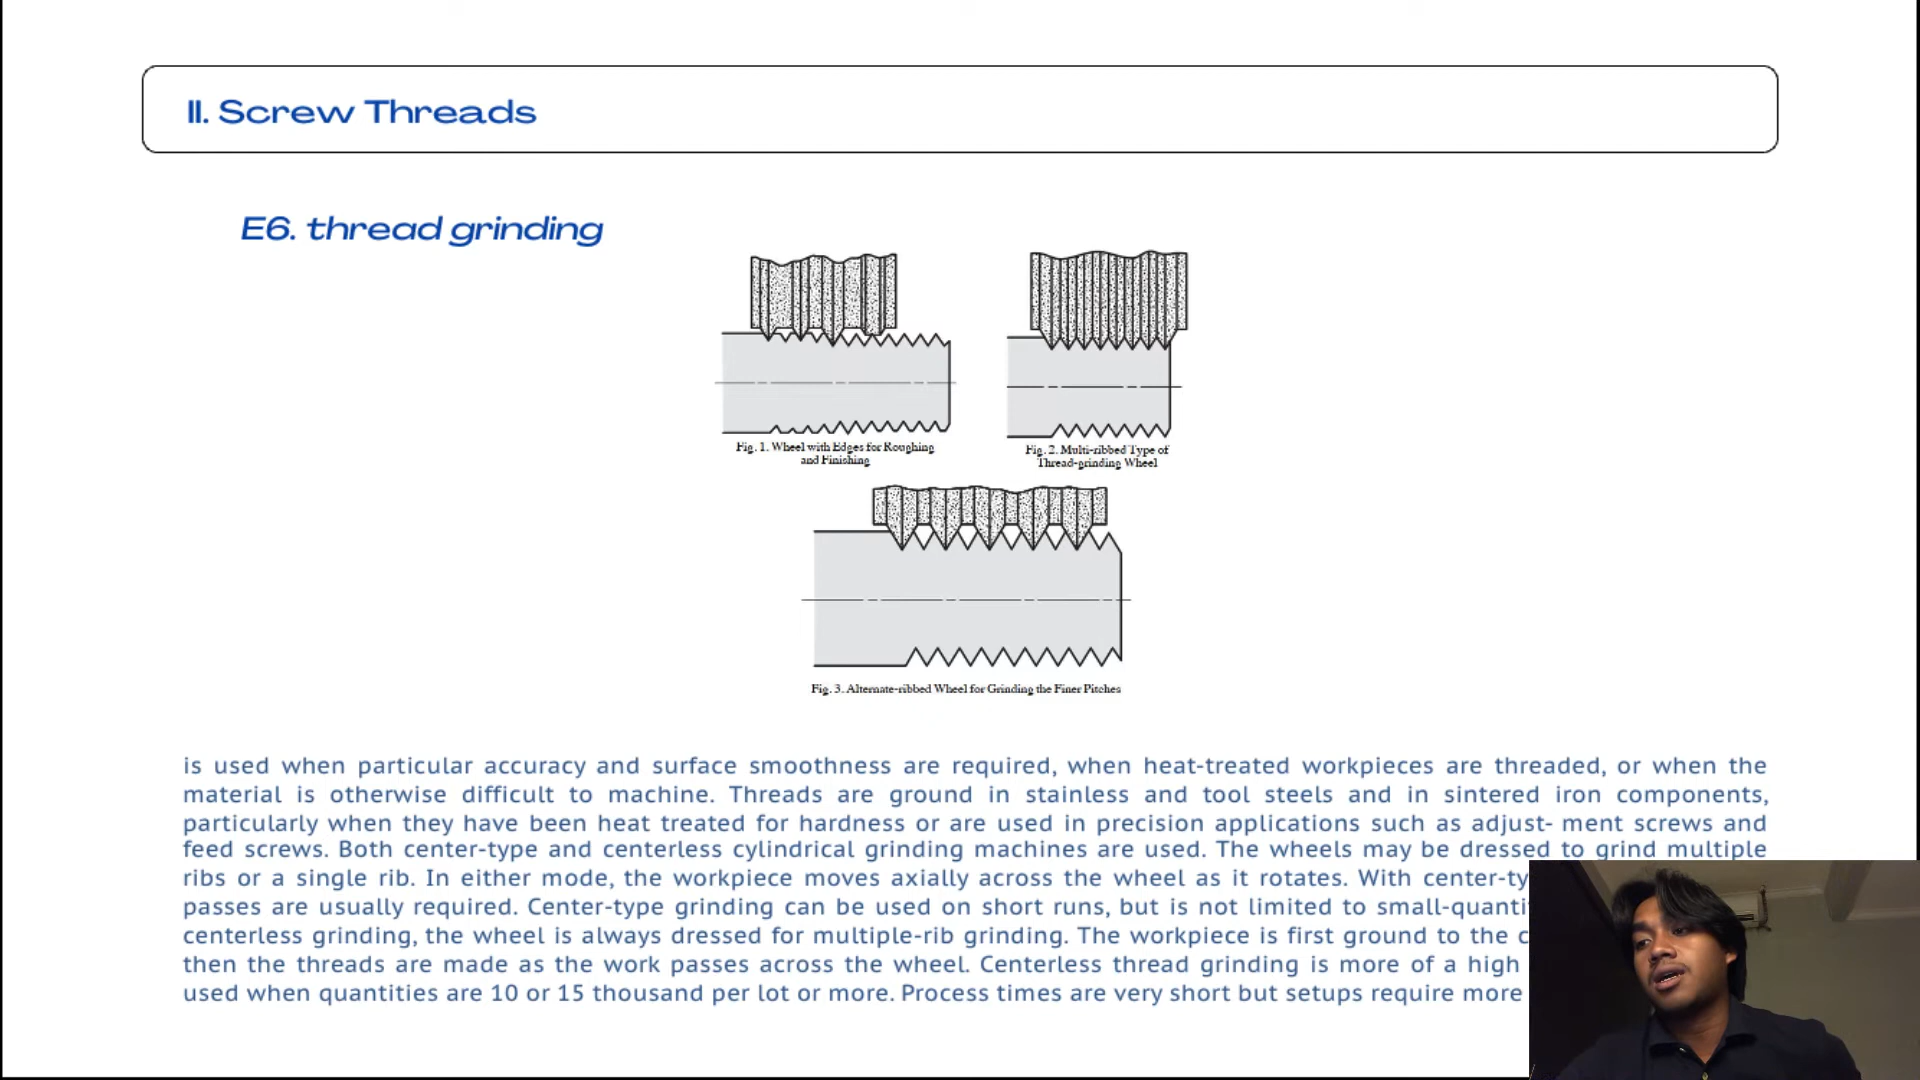 II. Screw Threads
E6. thread grinding
Fig. 1. Wheel with Edges for Roughing
and Finishing
Fig. 2. Multi-ribbed Type of
Thread-grinding Wheel
Fig. 3. Alternate-ribbed Wheel for Grinding the Finer Pitches
is used when particular accuracy and surface smoothness are required, when heat-treated workpieces are threaded, or when the
material is otherwise difficult to machine. Threads are ground in stainless and tool steels and in sintered iron components,
particularly when they have been heat treated for hardness or are used in precision applications such as adjust- ment screws and
feed screws. Both center-type and centerless cylindrical grinding machines are used. The wheels may be dressed to grind multiple
ribs or a single rib. In either mode, the workpiece moves axially across the wheel as it rotates. With
passes are usually required. Center-type grinding can be used on short runs, but is not limited to
centerless grinding, the wheel is always dressed for multiple-rib grinding. The workpiece is first ground to the
then the threads are made as the work passes across the wheel. Centerless thread grinding is more of a high
used when quantities are 10 or 15 thousand per lot or more. Process times are very short but setups require more